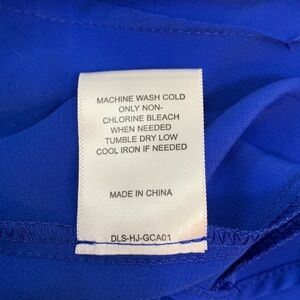 MACHINE WASH COLD
ONLY NON-
CHLORINE BLEACH
WHEN NEEDED
TUMBLE DRY LOW
COOL IRON IF NEEDED
MADE IN CHINA
DLS-HJ-GCA01